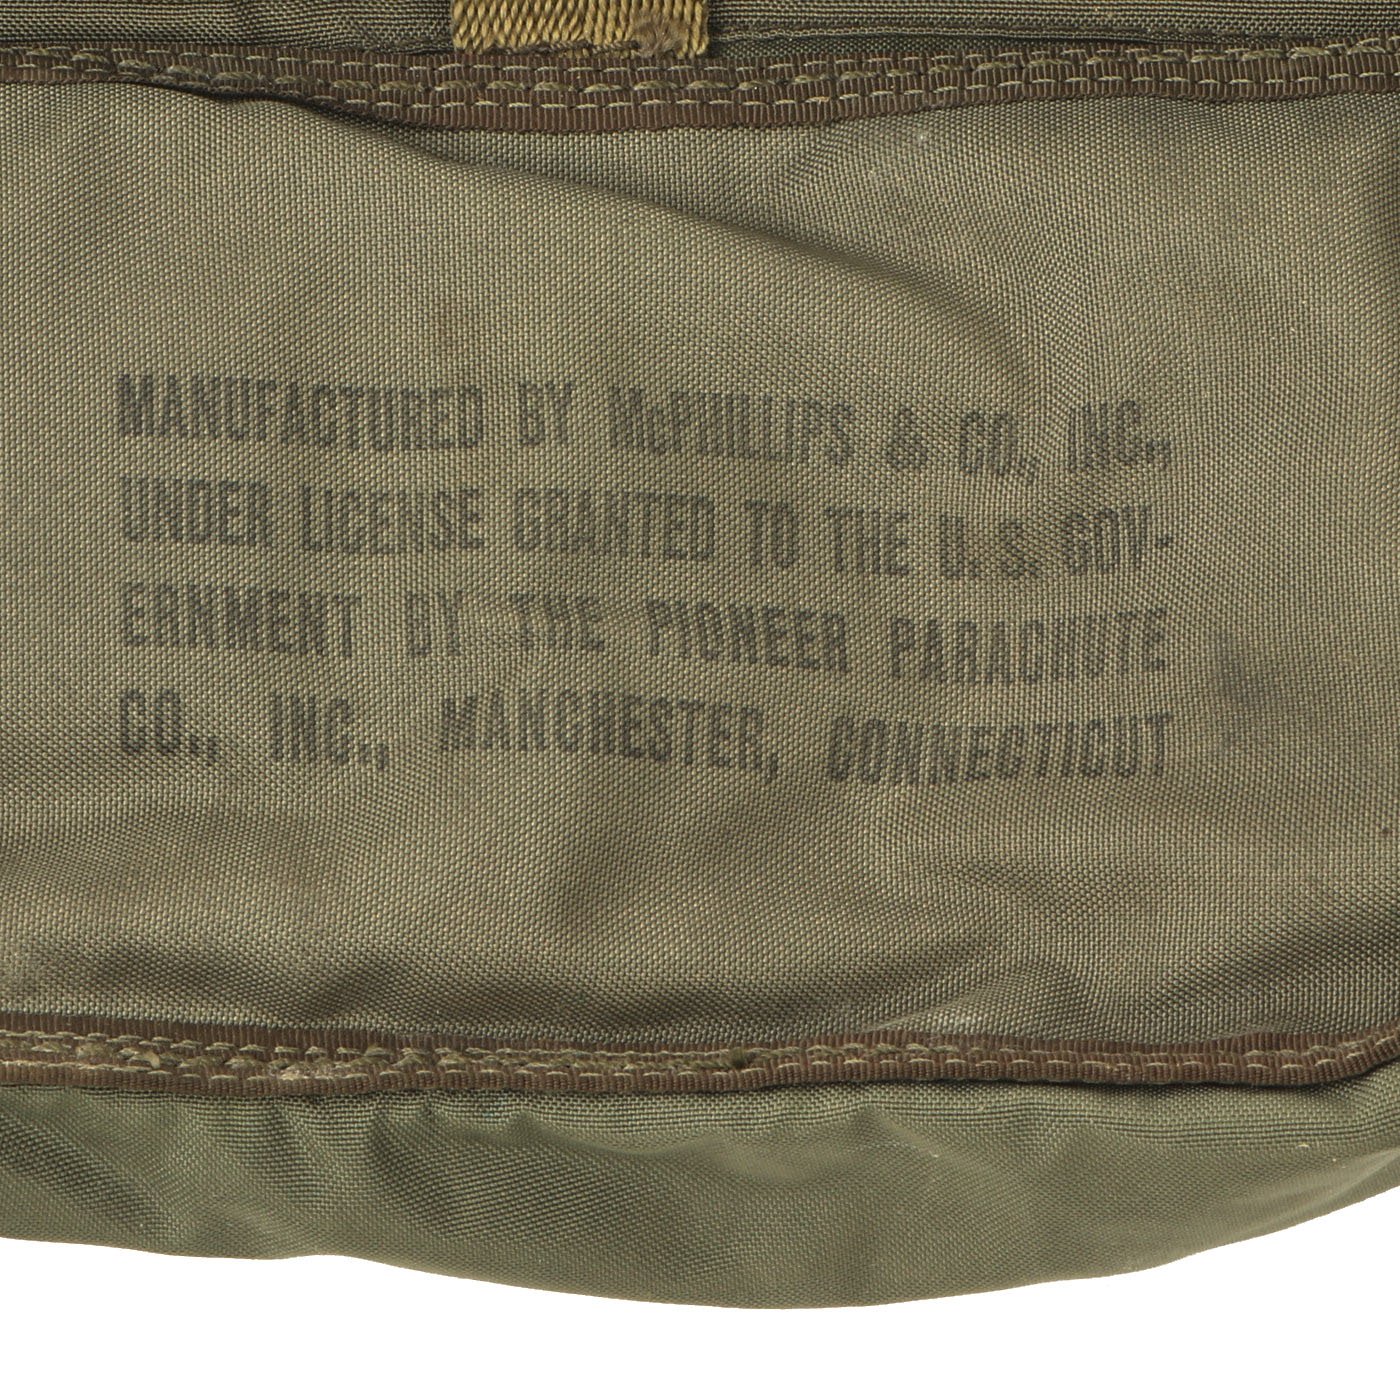 MANUFACTURED BY McPHILLIPS & CO., INC.,
UNDER LICENSE GRANTED TO THE U. S. GOV-
ERNMENT BY THE PIONEER PARACHUTE
CO., INC., MANCHESTER, CONNECTICUT